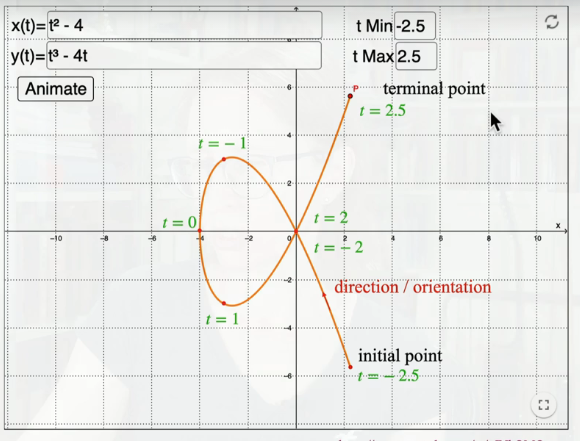 x(t)= t² - 4
t Min -2.5
y(t)= t³ - 4t
t Max 2.5
Animate
P
terminal point
t = 2.5
t = − 1
t = 0
t = 2
t = − 2
x
-10 -8 -6 -4 -2 0 2 4 6 8 10
6
4
2
-2
-4
-6
direction / orientation
t = 1
initial point
t = − 2.5